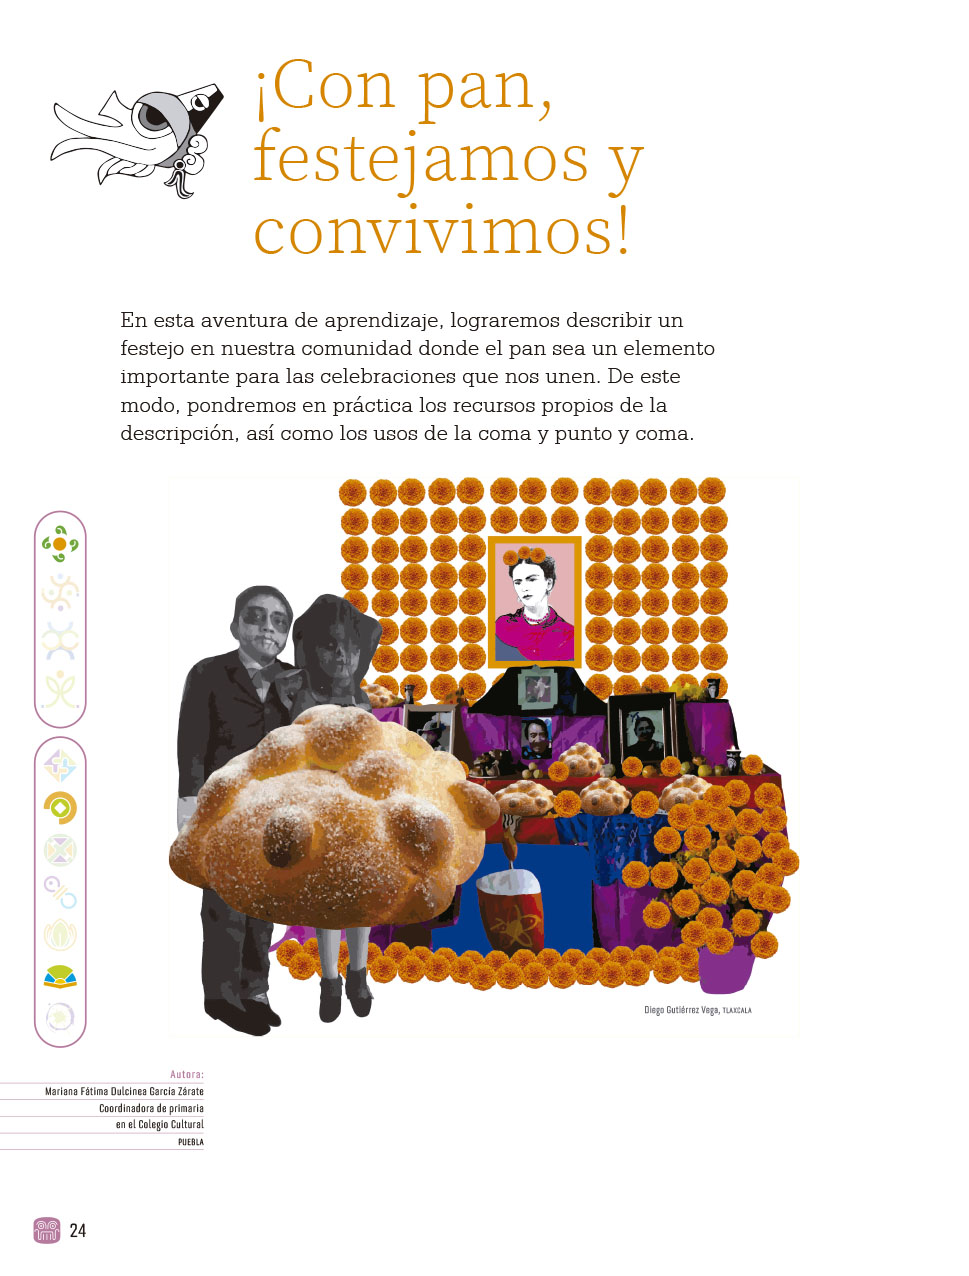 ¡Con pan,
festejamos y
convivimos!
En esta aventura de aprendizaje, lograremos describir un
festejo en nuestra comunidad donde el pan sea un elemento
importante para las celebraciones que nos unen. De este
modo, pondremos en práctica los recursos propios de la
descripción, así como los usos de la coma y punto y coma.
Diego Gutiérrez Vega, TLAXCALA
Autora:
Mariana Fátima Dulcinea García Zárate
Coordinadora de primaria
en el Colegio Cultural
PUEBLA
24